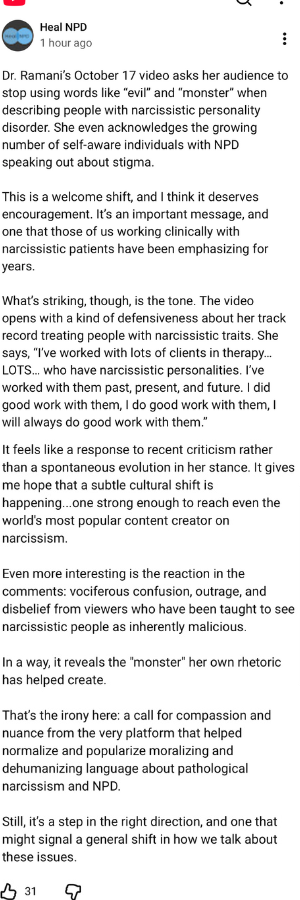 Heal NPD
1 hour ago
Dr. Ramani's October 17 video asks her audience to
stop using words like "evil" and "monster" when
describing people with narcissistic personality
disorder. She even acknowledges the growing
number of self-aware individuals with NPD
speaking out about stigma.
This is a welcome shift, and I think it deserves
encouragement. It's an important message, and
one that those of us working clinically with
narcissistic patients have been emphasizing for
years.
What's striking, though, is the tone. The video
opens with a kind of defensiveness about her track
record treating people with narcissistic traits. She
says, "I've worked with lots of clients in therapy…
LOTS… who have narcissistic personalities. I've
worked with them past, present, and future. I did
good work with them, I do good work with them, I
will always do good work with them."
It feels like a response to recent criticism rather
than a spontaneous evolution in her stance. It gives
me hope that a subtle cultural shift is
happening...one strong enough to reach even the
world's most popular content creator on
narcissism.
Even more interesting is the reaction in the
comments: vociferous confusion, outrage, and
disbelief from viewers who have been taught to see
narcissistic people as inherently malicious.
In a way, it reveals the "monster" her own rhetoric
has helped create.
That's the irony here: a call for compassion and
nuance from the very platform that helped
normalize and popularize moralizing and
dehumanizing language about pathological
narcissism and NPD.
Still, it's a step in the right direction, and one that
might signal a general shift in how we talk about
these issues.
31